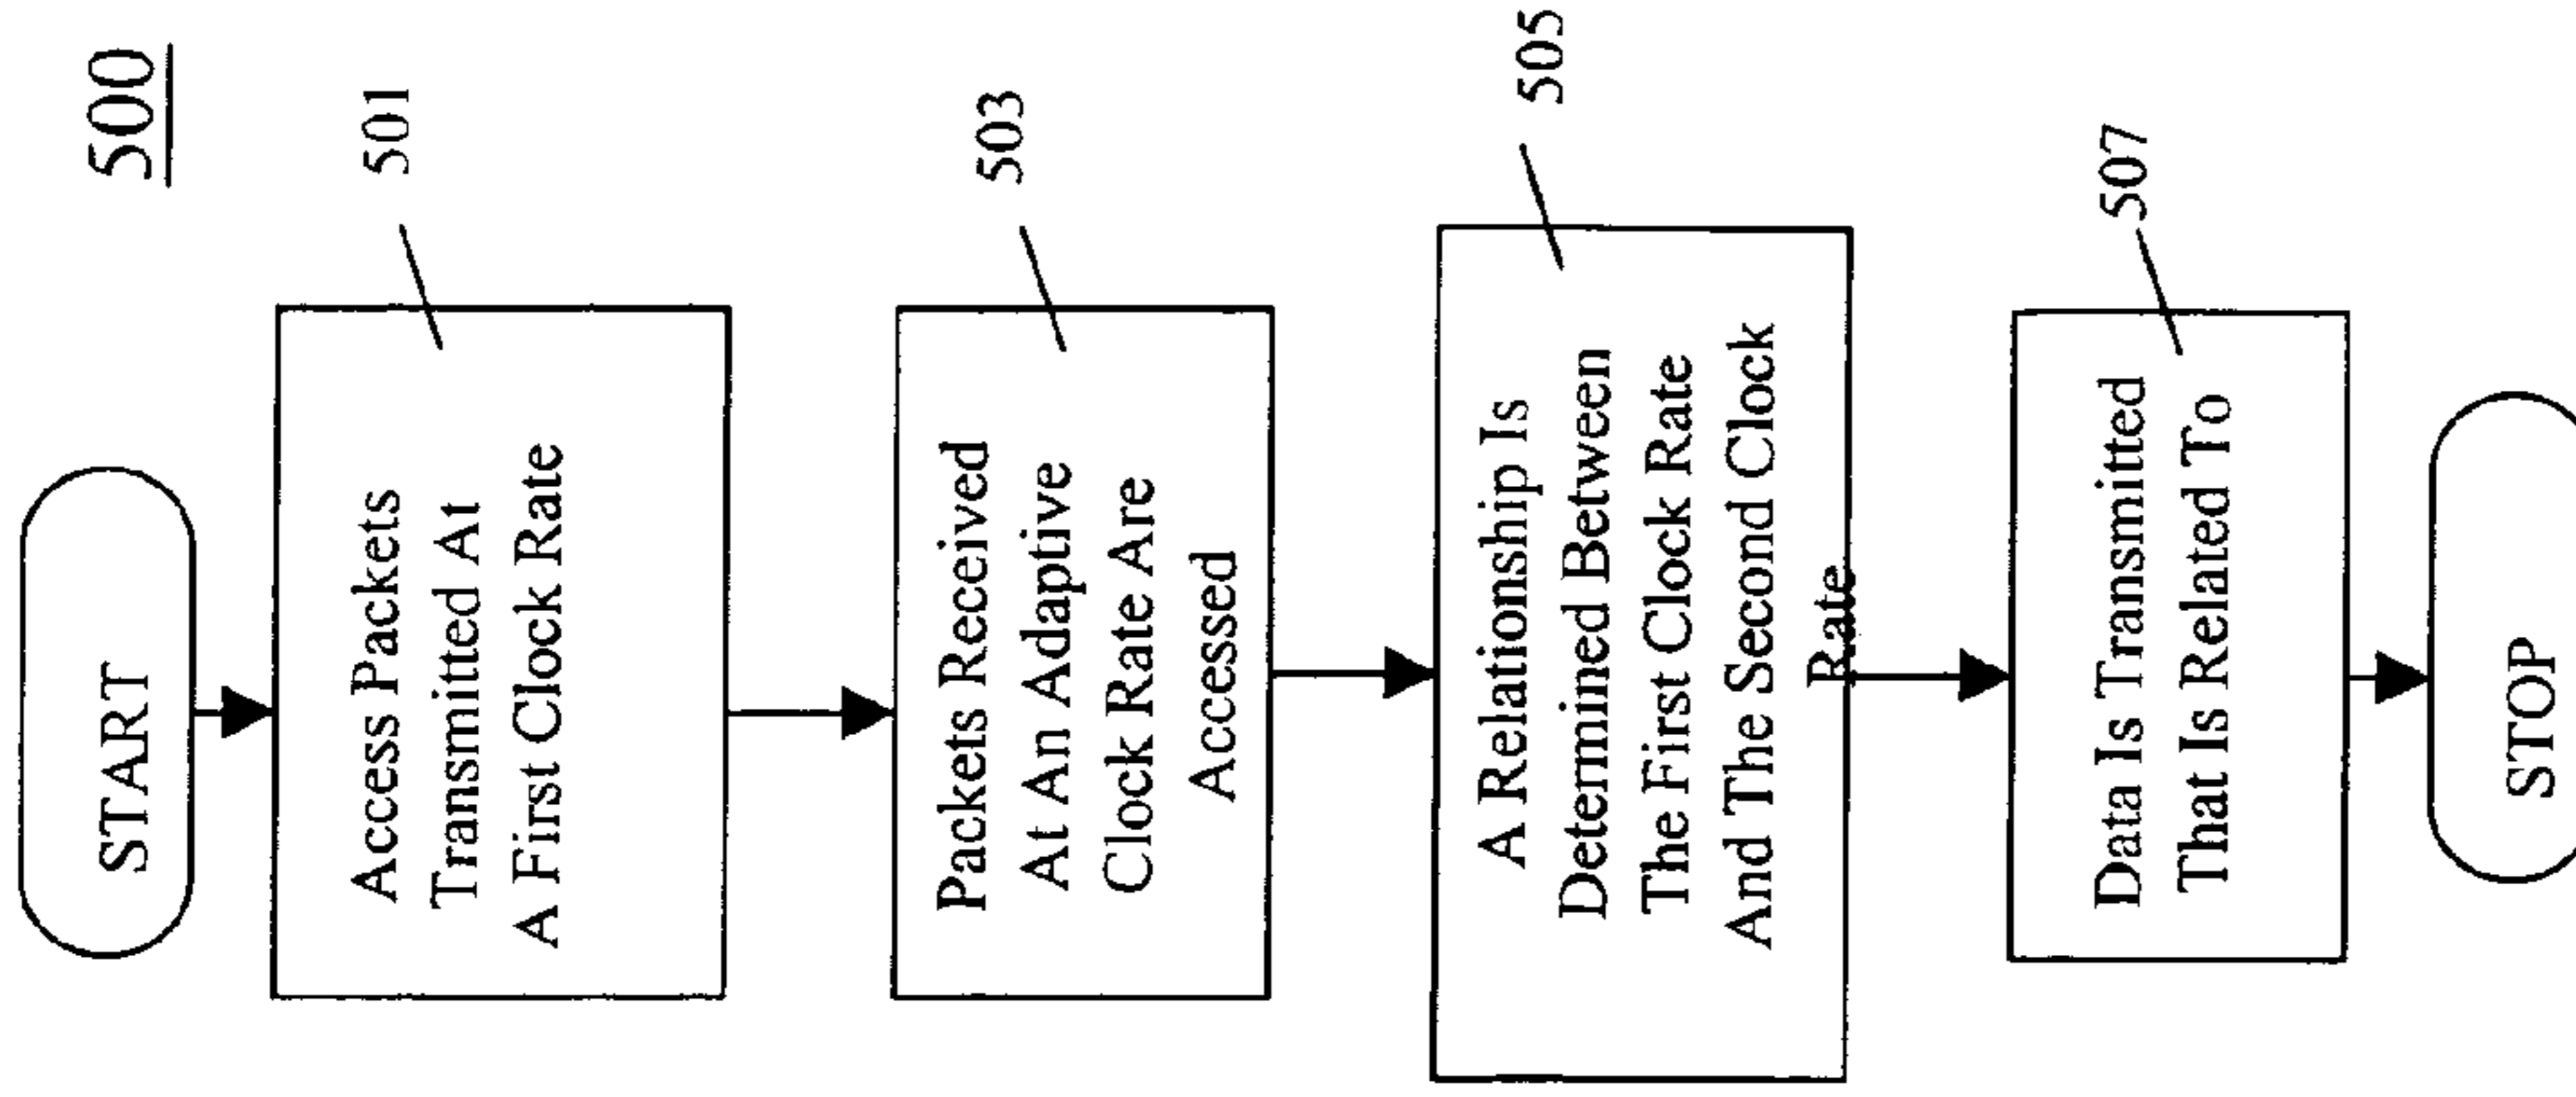 500
START
501
Access Packets
Transmitted At
A First Clock Rate
503
Packets Received
At An Adaptive
Clock Rate Are
Accessed
505
A Relationship Is
Determined Between
The First Clock Rate
And The Second Clock
Rate
507
Data Is Transmitted
That Is Related To
STOP